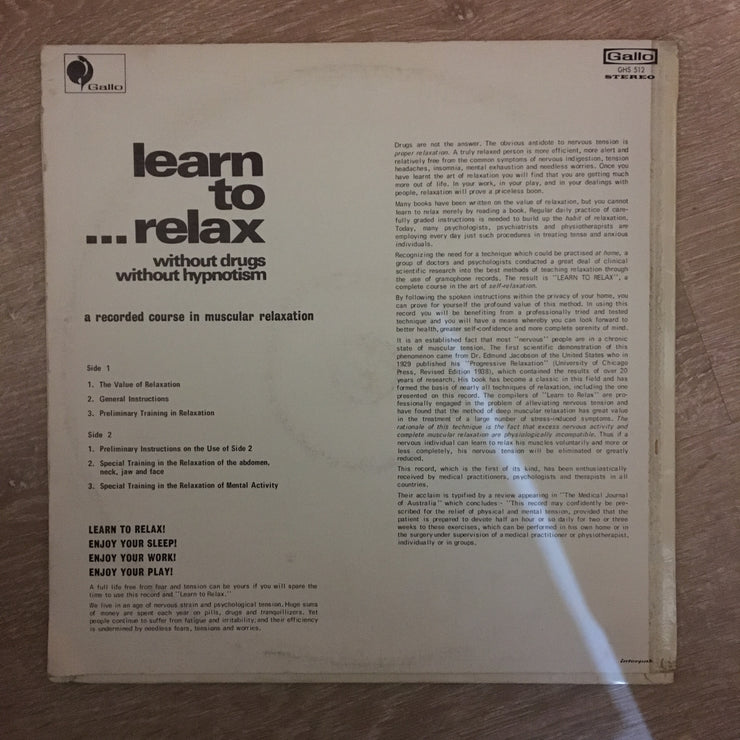 Gallo
Gallo
GHS 512
STEREO
learn
to
...relax
without drugs
without hypnotism
a recorded course in muscular relaxation
Side 1
1. The Value of Relaxation
2. General Instructions
3. Preliminary Training in Relaxation
Side 2
1. Preliminary Instructions on the Use of Side 2
2. Special Training in the Relaxation of the abdomen,
neck, jaw and face
3. Special Training in the Relaxation of Mental Activity
LEARN TO RELAX!
ENJOY YOUR SLEEP!
ENJOY YOUR WORK!
ENJOY YOUR PLAY!
A full life free from fear and tension can be yours if you will spare the
time to use this record and "Learn to Relax."
We live in an age of nervous strain and psychological tension. Huge sums
of money are spent each year on pills, drugs and tranquillizers. Yet
people continue to suffer from fatigue and irritability; and their efficiency
is undermined by needless fears, tensions and worries.
Drugs are not the answer. The obvious antidote to nervous tension is
proper relaxation. A truly relaxed person is more efficient, more alert and
relatively free from the common symptoms of nervous indigestion, tension
headaches, insomnia, mental exhaustion and needless worries. Once you
have learnt the art of relaxation you will find that you are getting much
more out of life. In your work, in your play, and in your dealings with
people, relaxation will prove a priceless boon.
Many books have been written on the value of relaxation, but you cannot
learn to relax merely by reading a book. Regular daily practice of care-
fully graded instructions is needed to build up the habit of relaxation.
Today, many psychologists, psychiatrists and physiotherapists are
employing every day just such procedures in treating tense and anxious
individuals.
Recognizing the need for a technique which could be practised at home, a
group of doctors and psychologists conducted a great deal of clinical
scientific research into the best methods of teaching relaxation through
the use of gramophone records. The result is "LEARN TO RELAX", a
complete course in the art of self-relaxation.
By following the spoken instructions within the privacy of your home, you
can prove for yourself the profound value of this method. In using this
record you will be benefiting from a professionally tried and tested
technique and you will have a means whereby you can look forward to
better health, greater self-confidence and more complete serenity of mind.
It is an established fact that most "nervous" people are in a chronic
state of muscular tension. The first scientific demonstration of this
phenomenon came from Dr. Edmund Jacobson of the United States who in
1929 published his "Progressive Relaxation" (University of Chicago
Press, Revised Edition 1938), which contained the results of over 20
years of research. His book has become a classic in this field and has
formed the basis of nearly all techniques of relaxation, including the one
presented on this record. The compilers of "Learn to Relax" are pro-
fessionally engaged in the problem of alleviating nervous tension and
have found that the method of deep muscular relaxation has great value
in the treatment of a large number of stress-induced symptoms. The
rationale of this technique is the fact that excess nervous activity and
complete muscular relaxation are physiologically incompatible. Thus if a
nervous individual can learn to relax his muscles voluntarily and more or
less completely, his nervous tension will be eliminated or greatly
reduced.
This record, which is the first of its kind, has been enthusiastically
received by medical practitioners, psychologists and therapists in all
countries.
Their acclaim is typified by a review appearing in "The Medical Journal
of Australia" which concludes:- "This record may confidently be pre-
scribed for the relief of physical and mental tension, provided that the
patient is prepared to devote half an hour or so daily for two or three
weeks to these exercises, which can be performed in his own home or in
the surgery under supervision of a medical practitioner or physiotherapist,
individually or in groups.
interpak